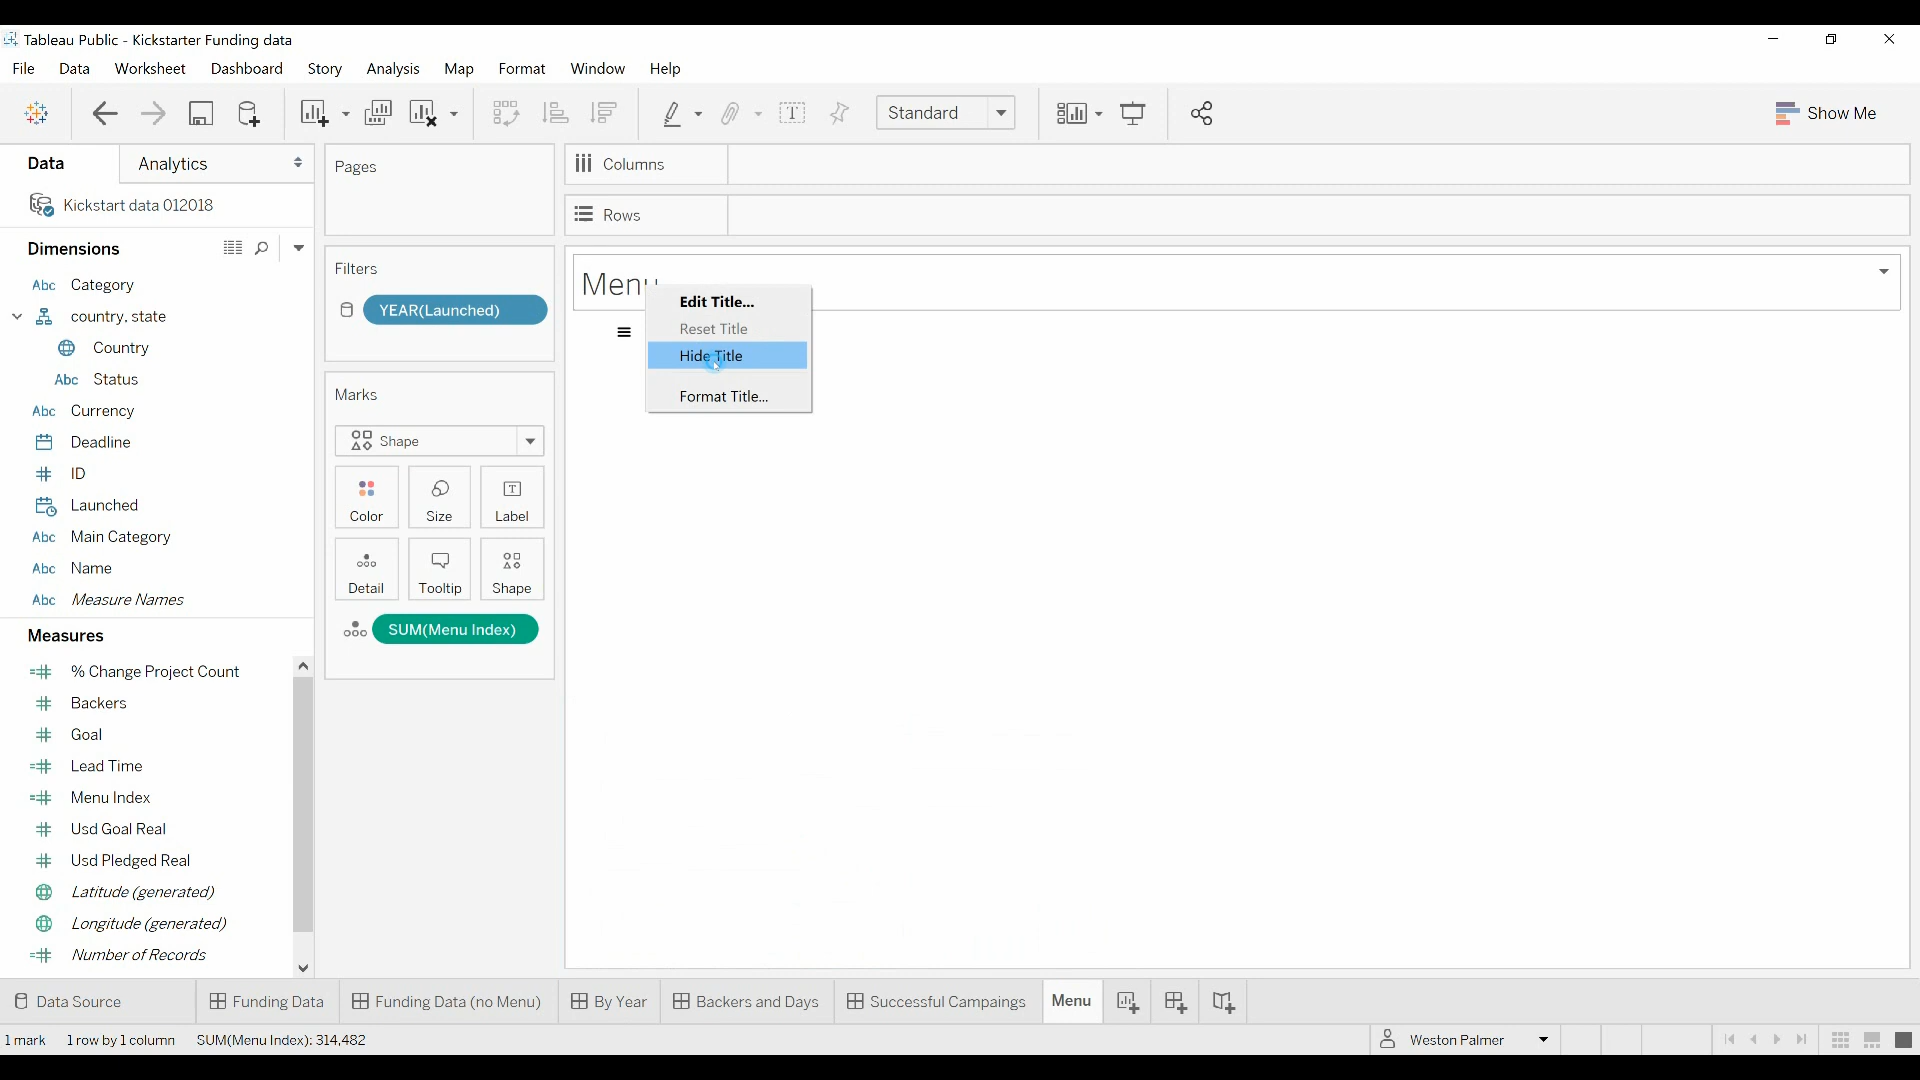 Tableau Public - Kickstarter Funding data
File Data Worksheet Dashboard Story Analysis Map Format Window Help
Standard
Show Me
Data
Analytics
Kickstart data 012018
Dimensions
Abc Category
country, state
Country
Abc Status
Abc Currency
Deadline
ID
Launched
Abc Main Category
Abc Name
Abc Measure Names
Measures
% Change Project Count
Backers
Goal
Lead Time
Menu Index
Usd Goal Real
Usd Pledged Real
Latitude (generated)
Longitude (generated)
Number of Records
Pages
Filters
YEAR(Launched)
Marks
Shape
Color Size Label
Detail Tooltip Shape
SUM(Menu Index)
Columns
Rows
Menu
Edit Title...
Reset Title
Hide Title
Format Title...
Data Source Funding Data Funding Data (no Menu) By Year Backers and Days Successful Campaings Menu
1 mark 1 row by 1 column SUM(Menu Index): 314,482
Weston Palmer